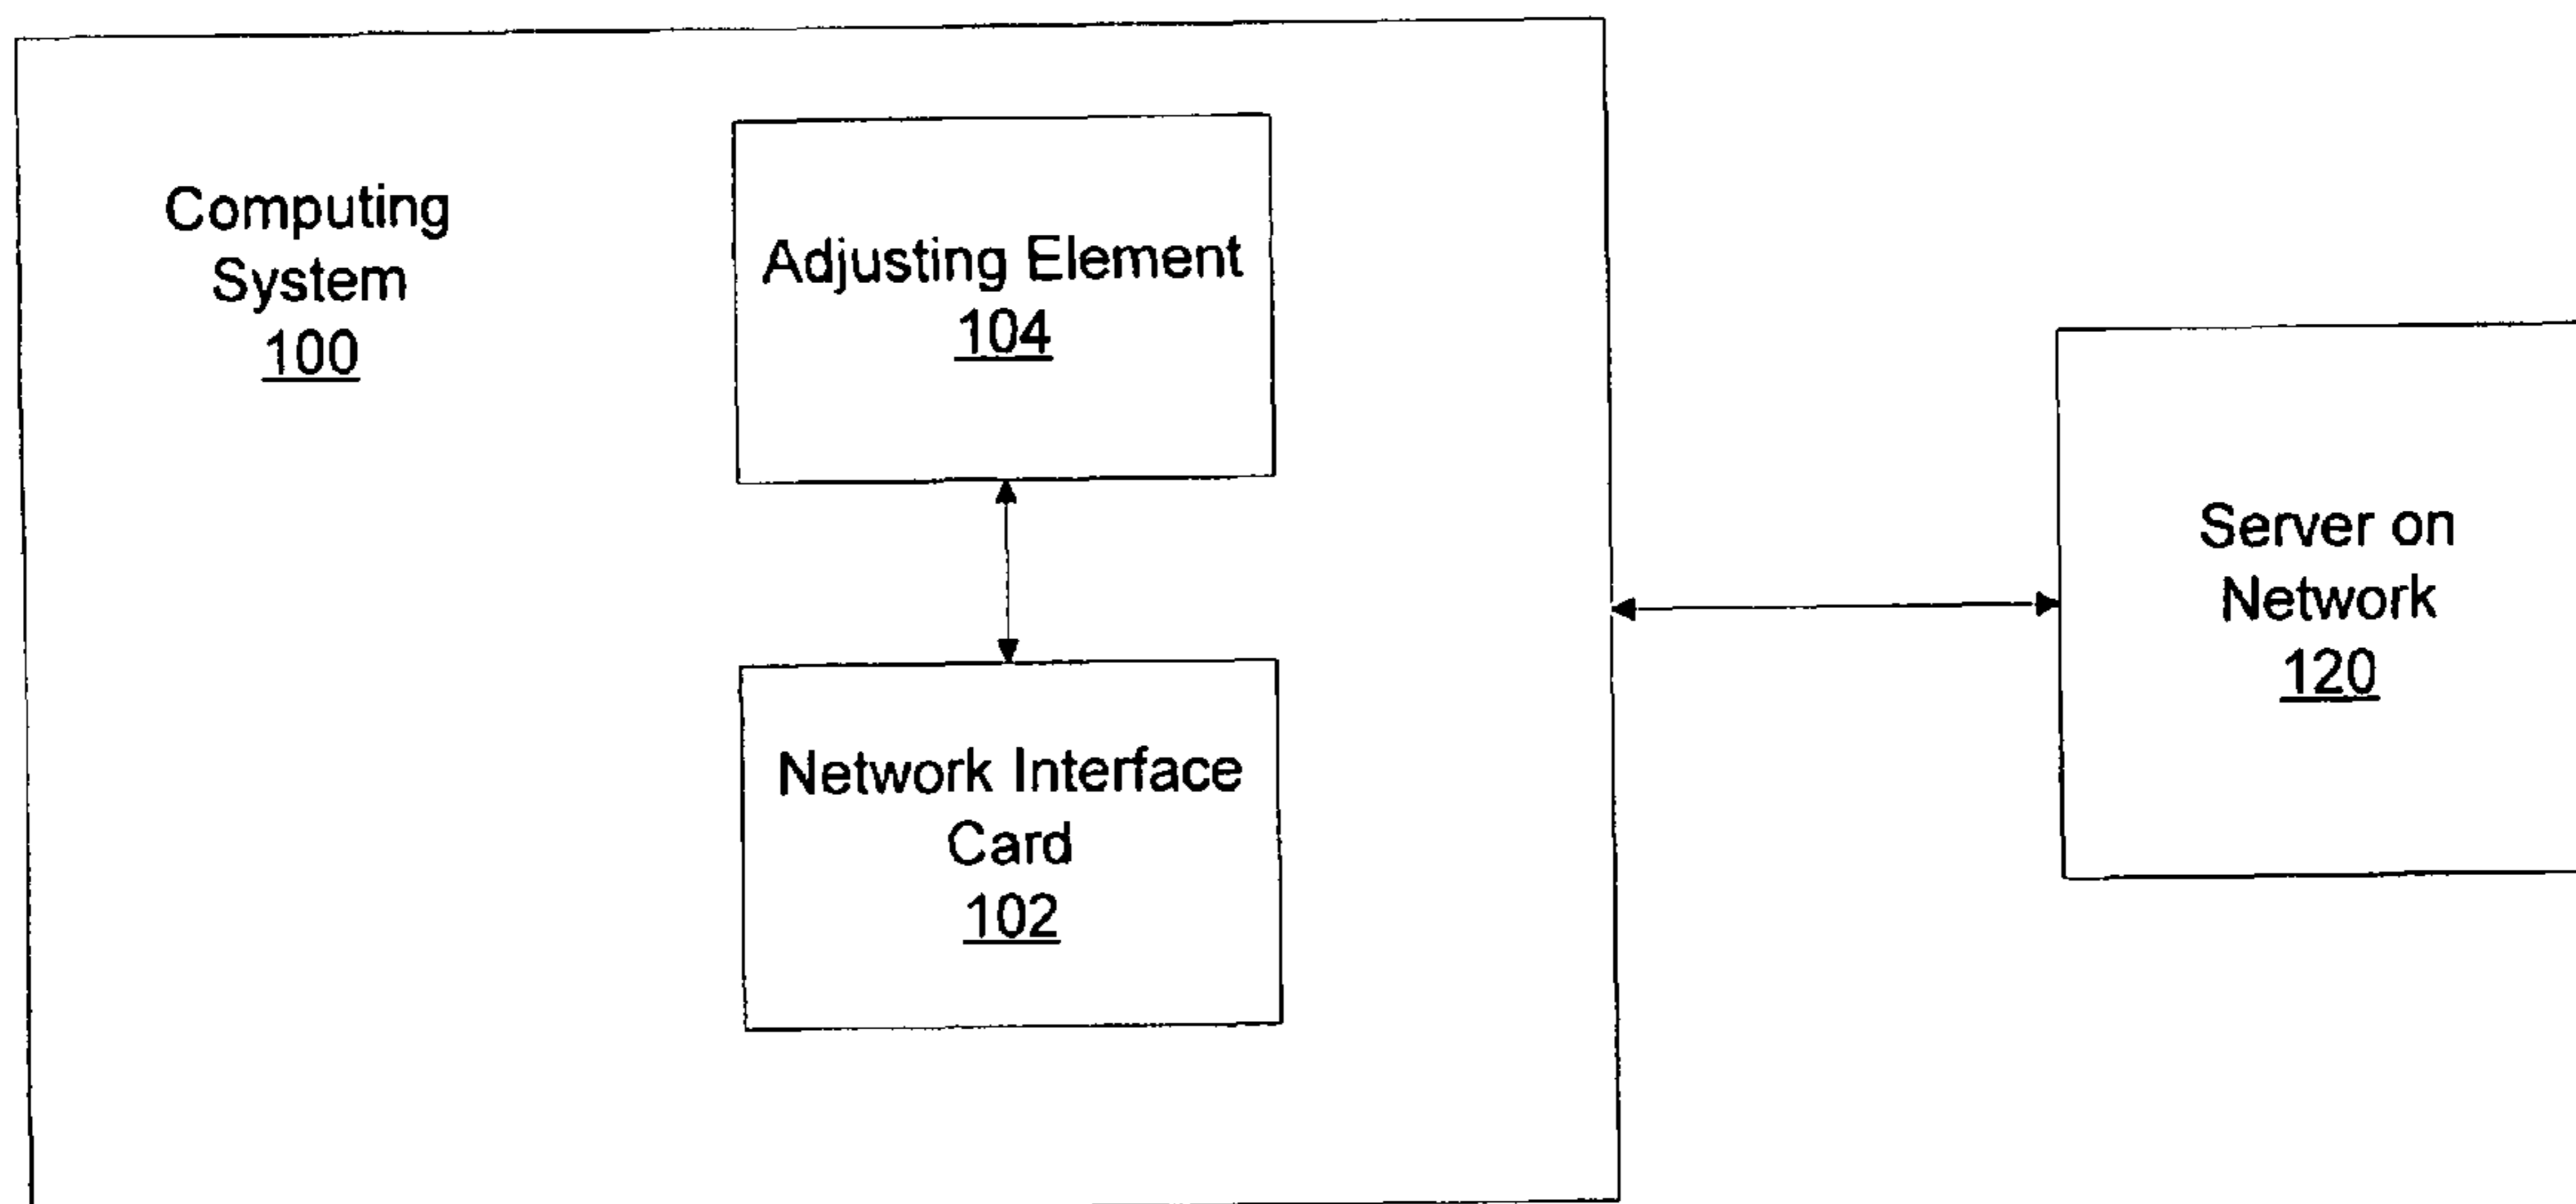 Computing
System
100
Adjusting Element
104
Network Interface
Card
102
Server on
Network
120